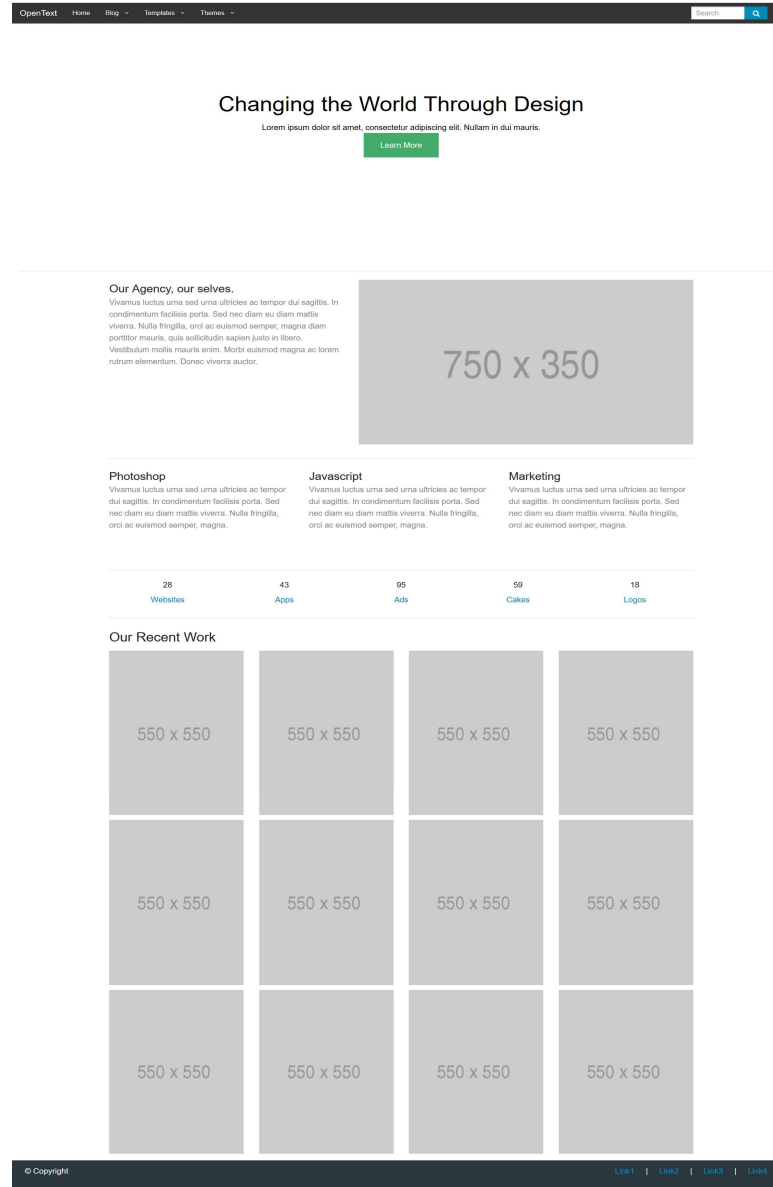 OpenText Home Blog Templates Themes Search
Changing the World Through Design
Lorem ipsum dolor sit amet, consectetur adipiscing elit. Nullam in dui mauris.
Learn More
Our Agency, our selves.
Vivamus luctus urna sed urna ultricies ac tempor dui sagittis. In
condimentum facilisis porta. Sed nec diam eu diam mattis
viverra. Nulla fringilla, orci ac euismod semper, magna diam
porttitor mauris, quis sollicitudin sapien justo in libero.
Vestibulum mollis mauris enim. Morbi euismod magna ac lorem
rutrum elementum. Donec viverra auctor.
750 x 350
Photoshop
Vivamus luctus urna sed urna ultricies ac tempor
dui sagittis. In condimentum facilisis porta. Sed
nec diam eu diam mattis viverra. Nulla fringilla,
orci ac euismod semper, magna.
Javascript
Vivamus luctus urna sed urna ultricies ac tempor
dui sagittis. In condimentum facilisis porta. Sed
nec diam eu diam mattis viverra. Nulla fringilla,
orci ac euismod semper, magna.
Marketing
Vivamus luctus urna sed urna ultricies ac tempor
dui sagittis. In condimentum facilisis porta. Sed
nec diam eu diam mattis viverra. Nulla fringilla,
orci ac euismod semper, magna.
28 43 95 59 18
Websites Apps Ads Cakes Logos
Our Recent Work
550 x 550 550 x 550 550 x 550 550 x 550
550 x 550 550 x 550 550 x 550 550 x 550
550 x 550 550 x 550 550 x 550 550 x 550
© Copyright Link1 | Link2 | Link3 | Link4